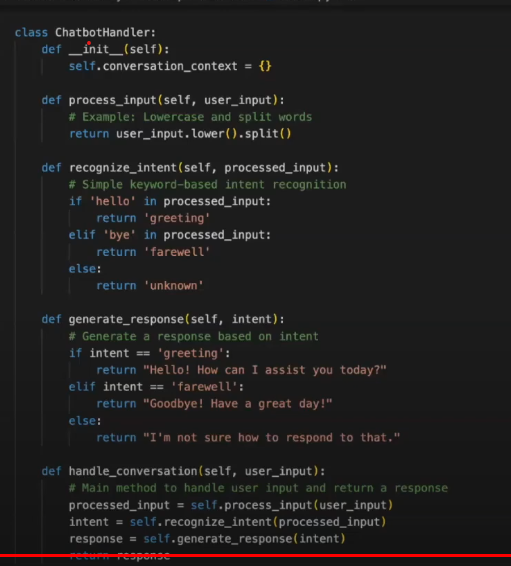 class ChatbotHandler:
    def __init__(self):
        self.conversation_context = {}

    def process_input(self, user_input):
        # Example: Lowercase and split words
        return user_input.lower().split()

    def recognize_intent(self, processed_input):
        # Simple keyword-based intent recognition
        if 'hello' in processed_input:
            return 'greeting'
        elif 'bye' in processed_input:
            return 'farewell'
        else:
            return 'unknown'

    def generate_response(self, intent):
        # Generate a response based on intent
        if intent == 'greeting':
            return "Hello! How can I assist you today?"
        elif intent == 'farewell':
            return "Goodbye! Have a great day!"
        else:
            return "I'm not sure how to respond to that."

    def handle_conversation(self, user_input):
        # Main method to handle user input and return a response
        processed_input = self.process_input(user_input)
        intent = self.recognize_intent(processed_input)
        response = self.generate_response(intent)
        return response